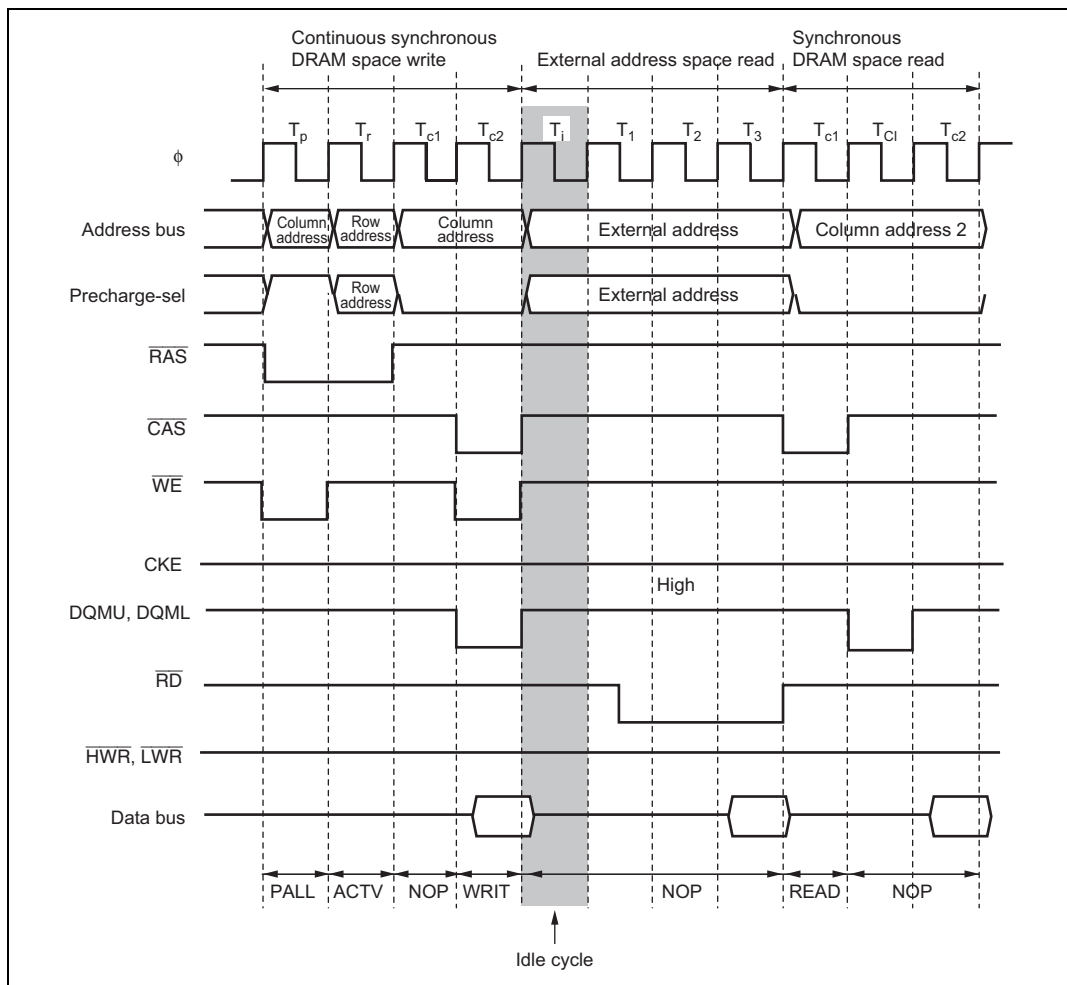 Continuous synchronous
DRAM space write
External address space read
Synchronous
DRAM space read
Tp Tr Tc1 Tc2 Ti T1 T2 T3 Tc1 TCl Tc2
ϕ
Address bus
Column
address
Row
address
Column
address
External address
Column address 2
Precharge-sel
Row
address
External address
RAS
CAS
WE
CKE
High
DQMU, DQML
RD
HWR, LWR
Data bus
PALL ACTV NOP WRIT NOP READ NOP
Idle cycle